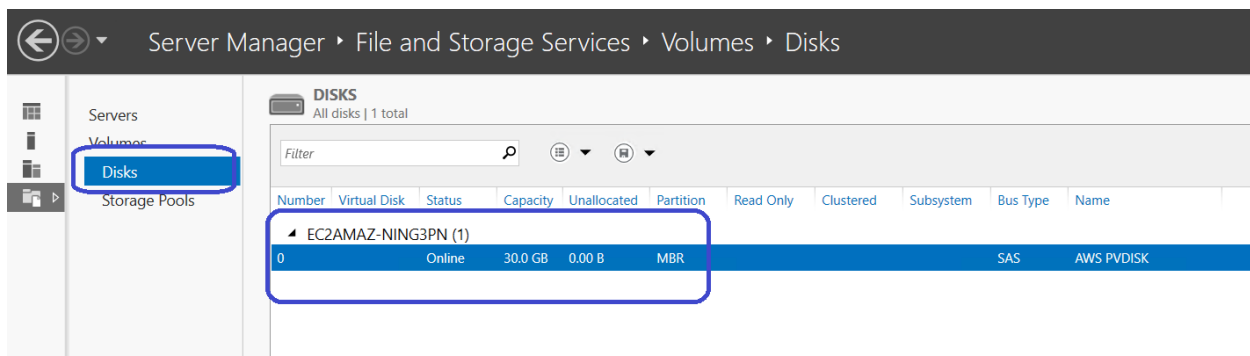 Server Manager ‣ File and Storage Services ‣ Volumes ‣ Disks
Servers
Volumes
Disks
Storage Pools
DISKS
All disks | 1 total
Filter
Number Virtual Disk Status Capacity Unallocated Partition Read Only Clustered Subsystem Bus Type Name
EC2AMAZ-NING3PN (1)
0 Online 30.0 GB 0.00 B MBR SAS AWS PVDISK